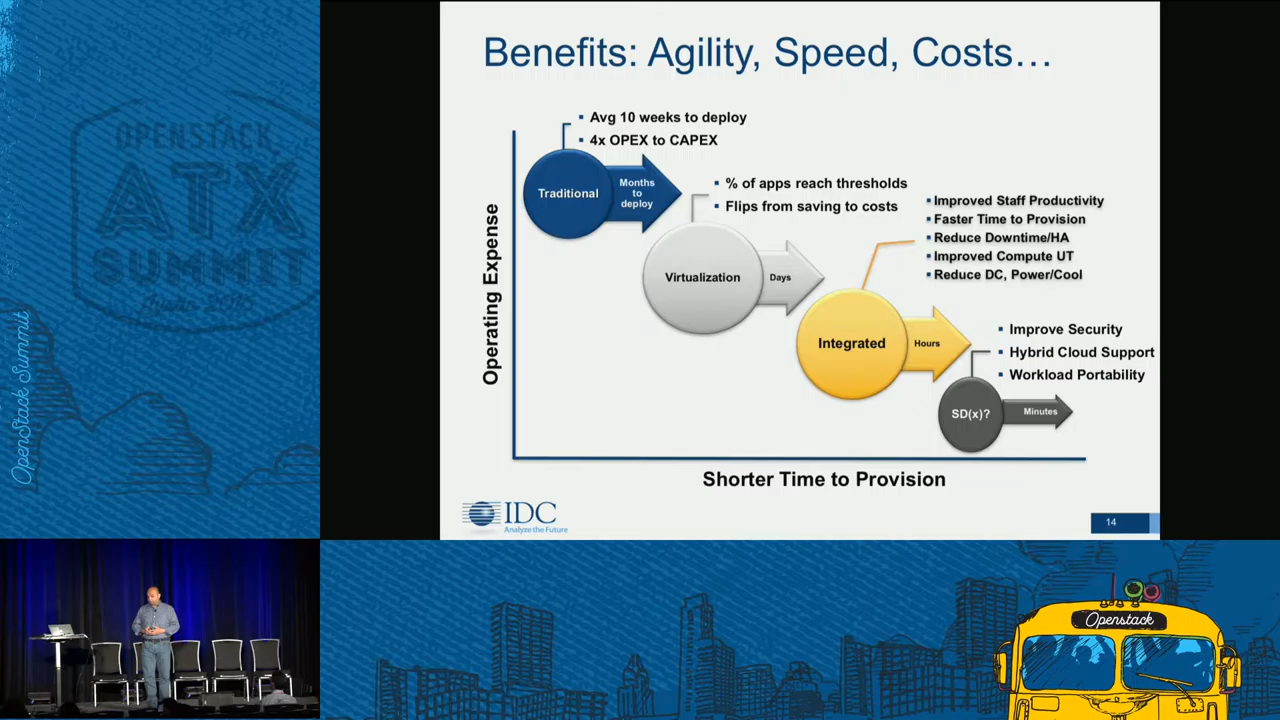 Benefits: Agility, Speed, Costs…
▪ Avg 10 weeks to deploy
▪ 4x OPEX to CAPEX
Traditional
Months
to
deploy
▪ % of apps reach thresholds
▪ Flips from saving to costs
Virtualization
Days
▪ Improved Staff Productivity
▪ Faster Time to Provision
▪ Reduce Downtime/HA
▪ Improved Compute UT
▪ Reduce DC, Power/Cool
Integrated
Hours
▪ Improve Security
▪ Hybrid Cloud Support
▪ Workload Portability
SD(x)?
Minutes
Operating Expense
Shorter Time to Provision
IDC
Analyze the Future
14
OPENSTACK
ATX
SUMMIT
OpenStack Summit
Openstack